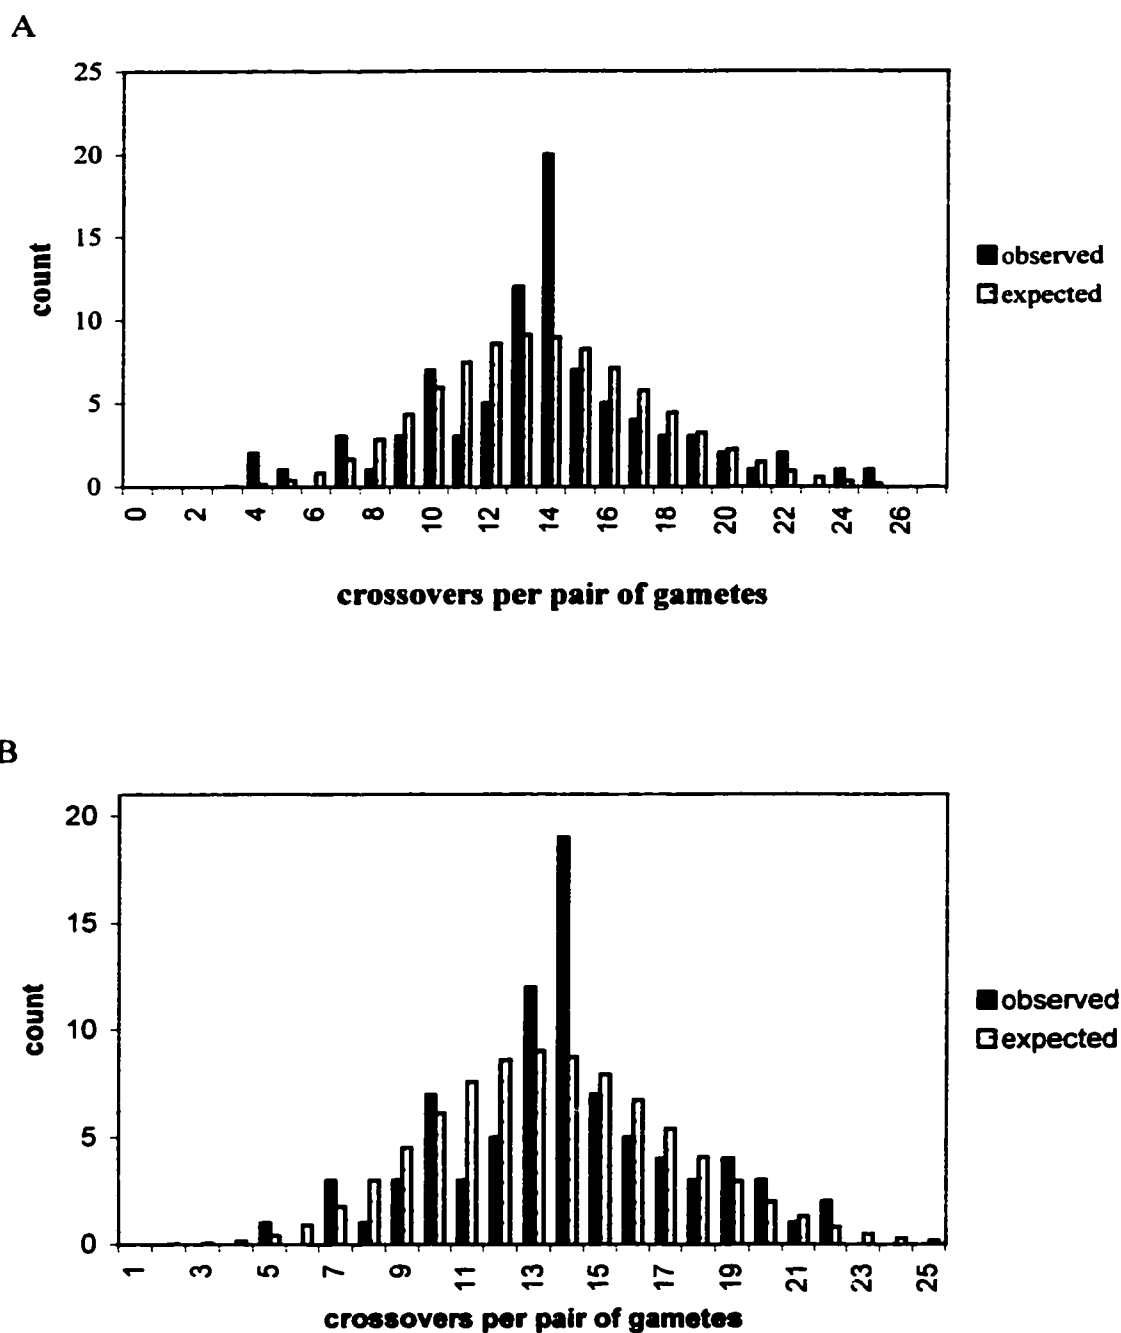 A
25
20
15
10
5
0
count
0 2 4 6 8 10 12 14 16 18 20 22 24 26
crossovers per pair of gametes
observed
expected
B
20
15
10
5
0
count
1 3 5 7 9 11 13 15 17 19 21 23 25
crossovers per pair of gametes
observed
expected